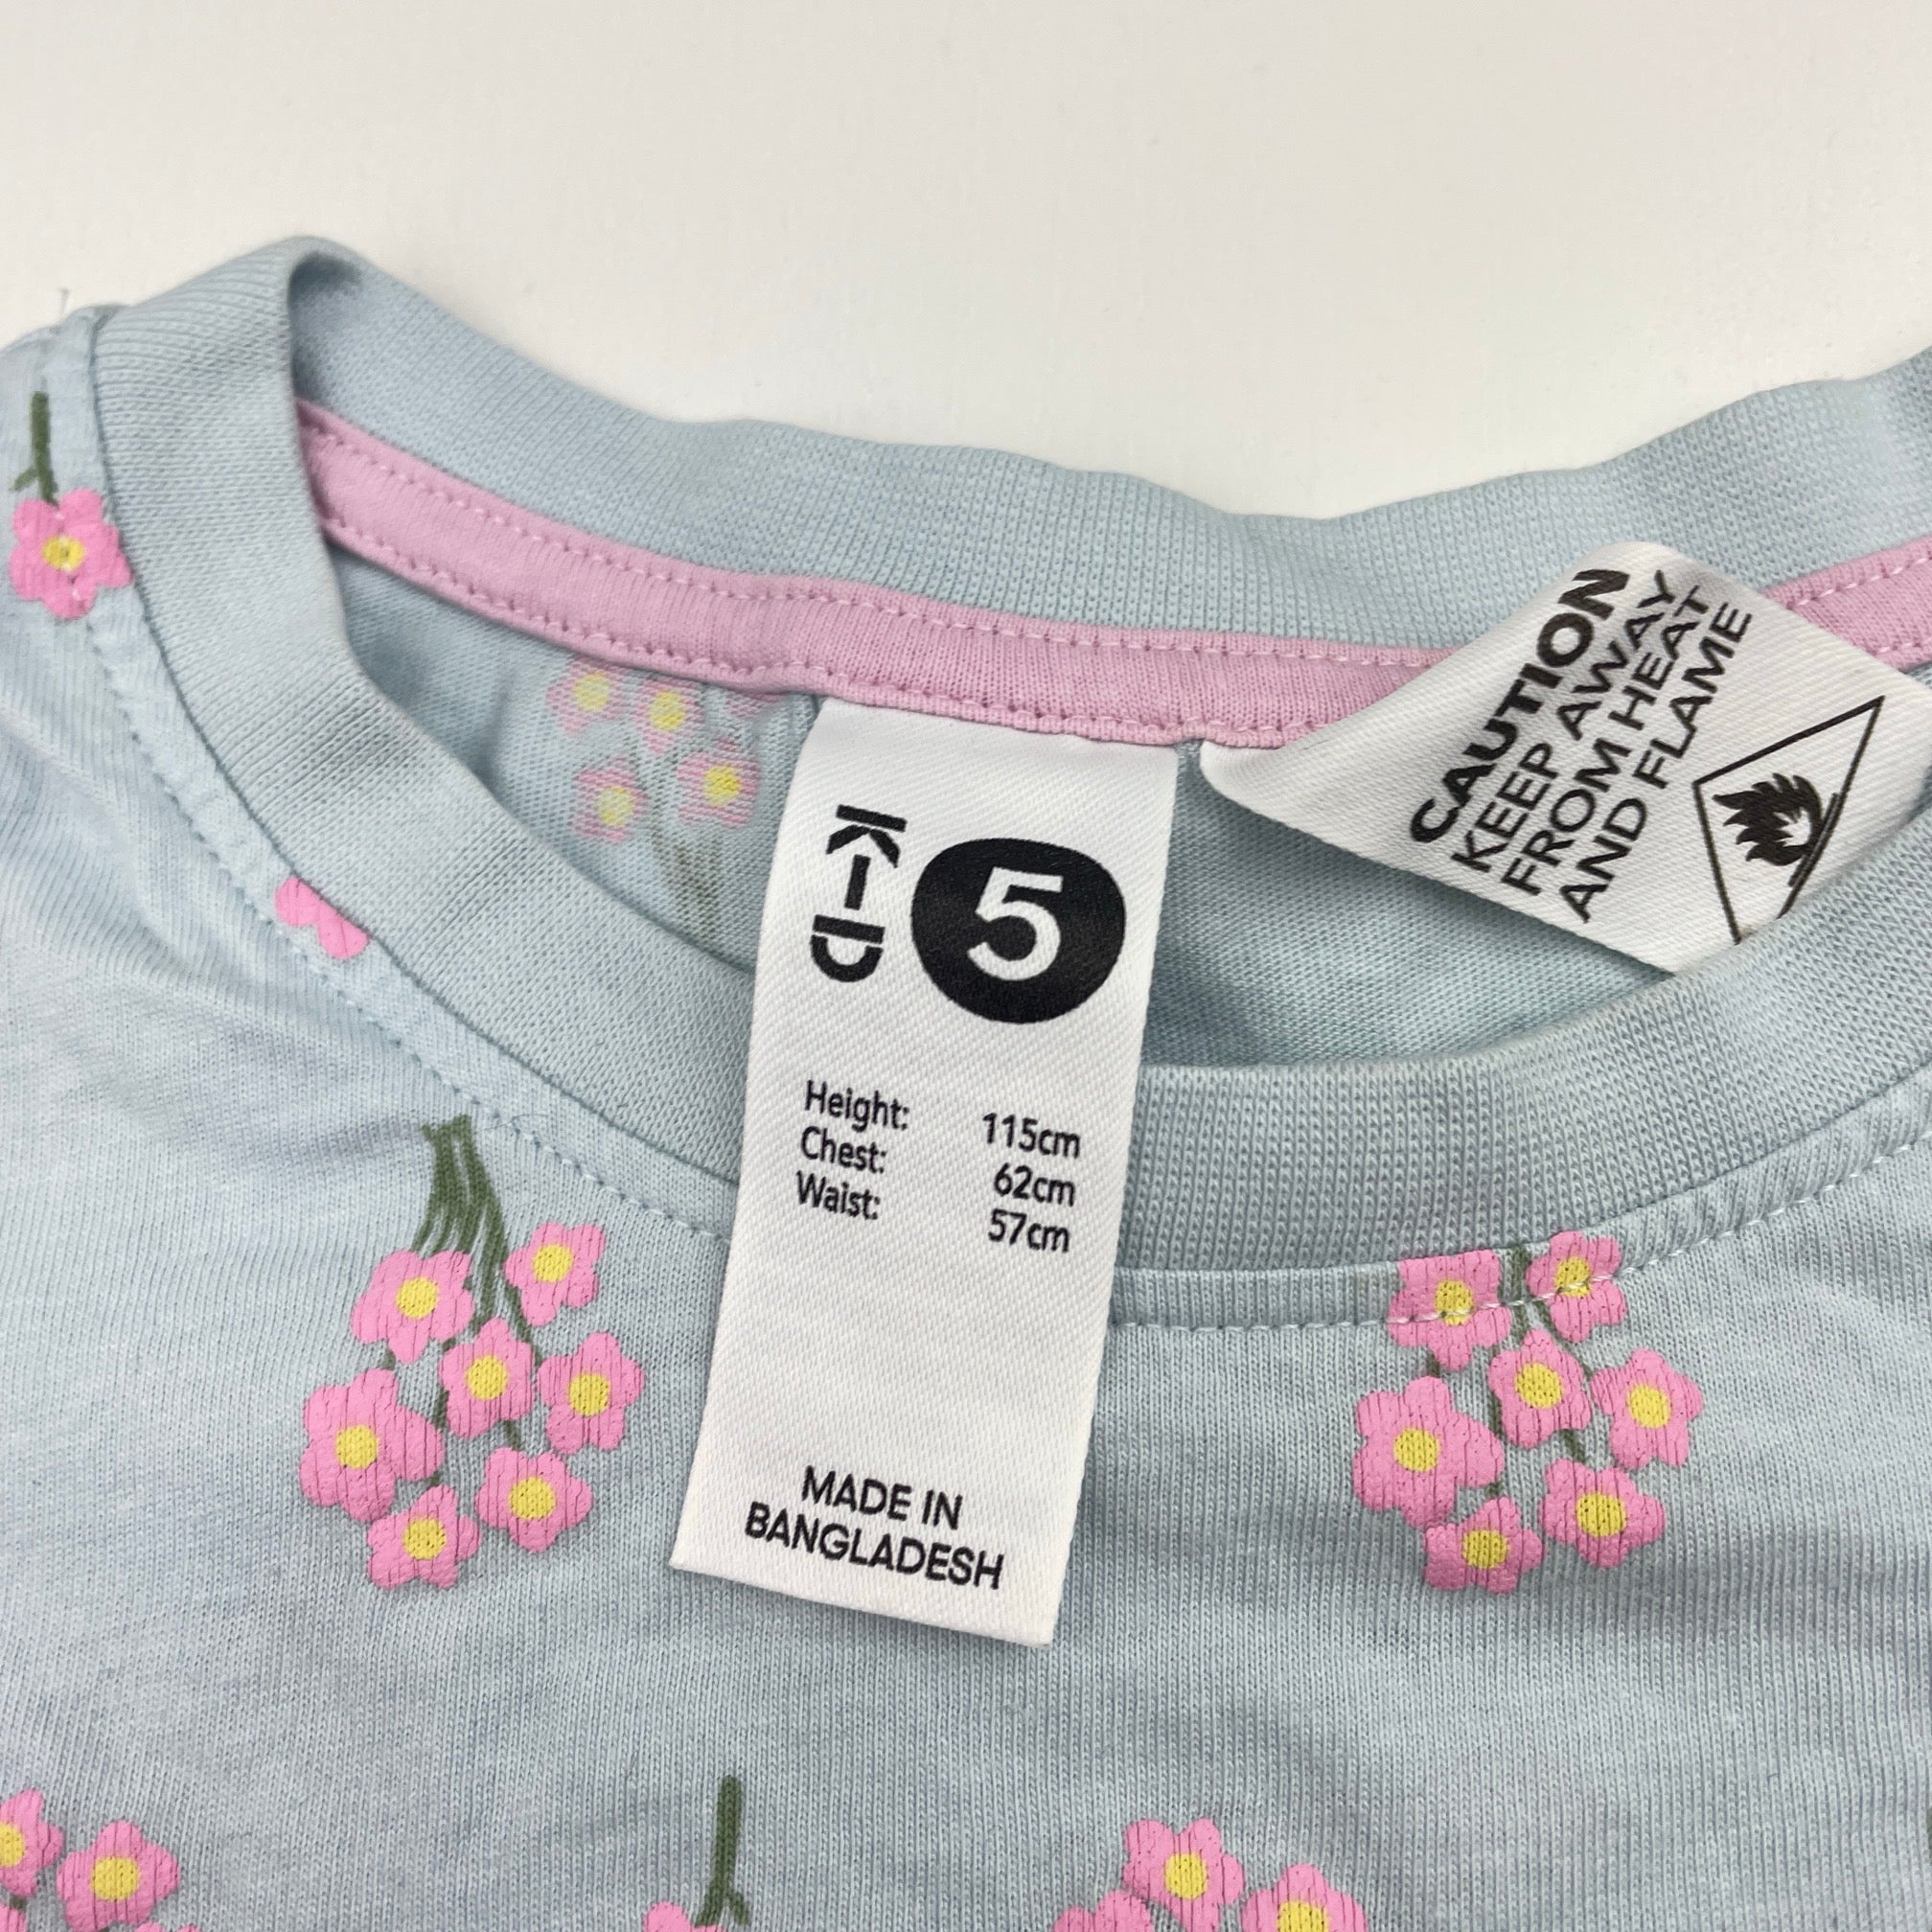 K-D
5
Height: 115cm
Chest: 62cm
Waist: 57cm
MADE IN
BANGLADESH
CAUTION
KEEP AWAY
FROM HEAT
AND FLAME